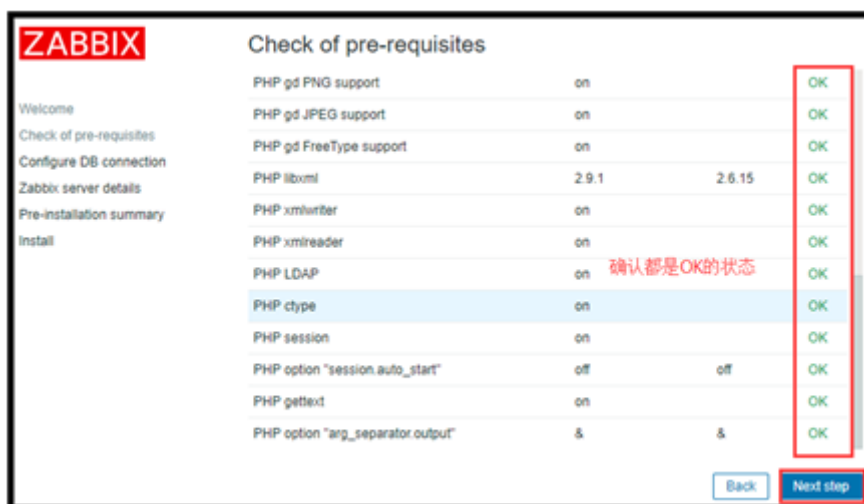 ZABBIX
Check of pre-requisites
Welcome
Check of pre-requisites
Configure DB connection
Zabbix server details
Pre-installation summary
Install
PHP gd PNG support on OK
PHP gd JPEG support on OK
PHP gd FreeType support on OK
PHP libxml 2.9.1 2.6.15 OK
PHP xmlwriter on OK
PHP xmlreader on OK
PHP LDAP on OK
确认都是OK的状态
PHP ctype on OK
PHP session on OK
PHP option "session.auto_start" off off OK
PHP gettext on OK
PHP option "arg_separator.output" & & OK
Back Next step